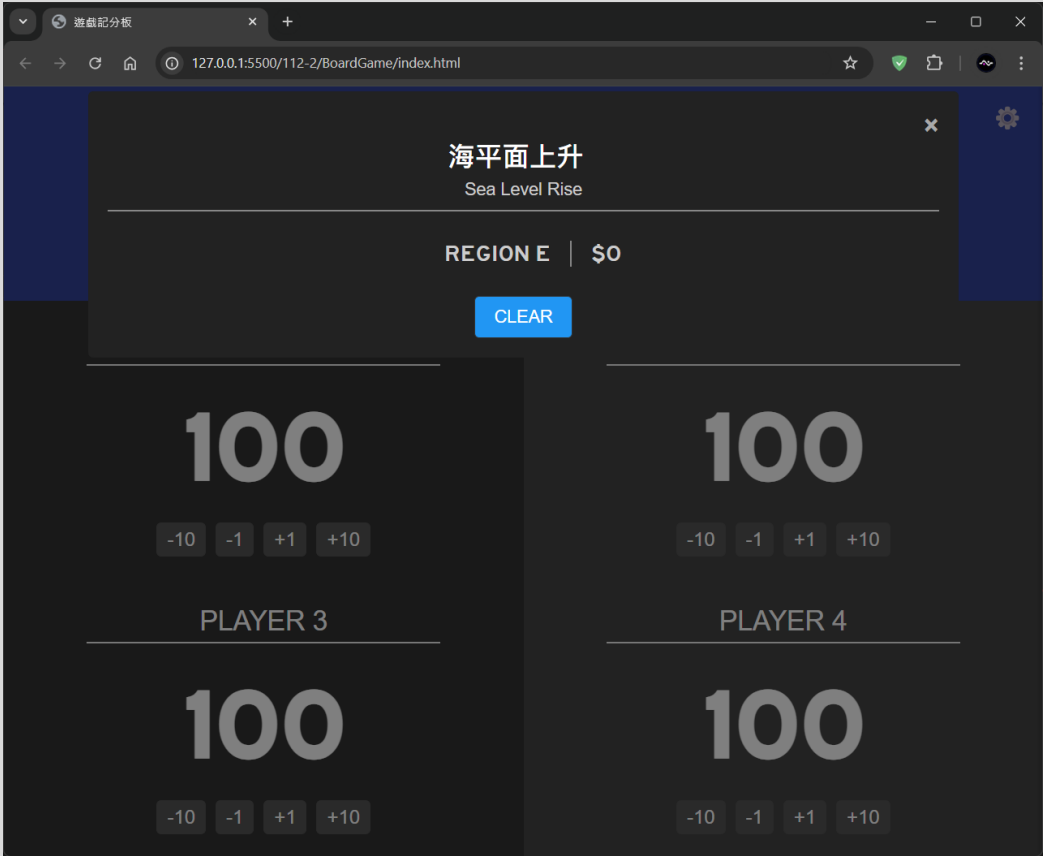 遊戲記分板
127.0.0.1:5500/112-2/BoardGame/index.html
海平面上升
Sea Level Rise
REGION E | $0
CLEAR
100
100
-10 -1 +1 +10
-10 -1 +1 +10
PLAYER 3
PLAYER 4
100
100
-10 -1 +1 +10
-10 -1 +1 +10